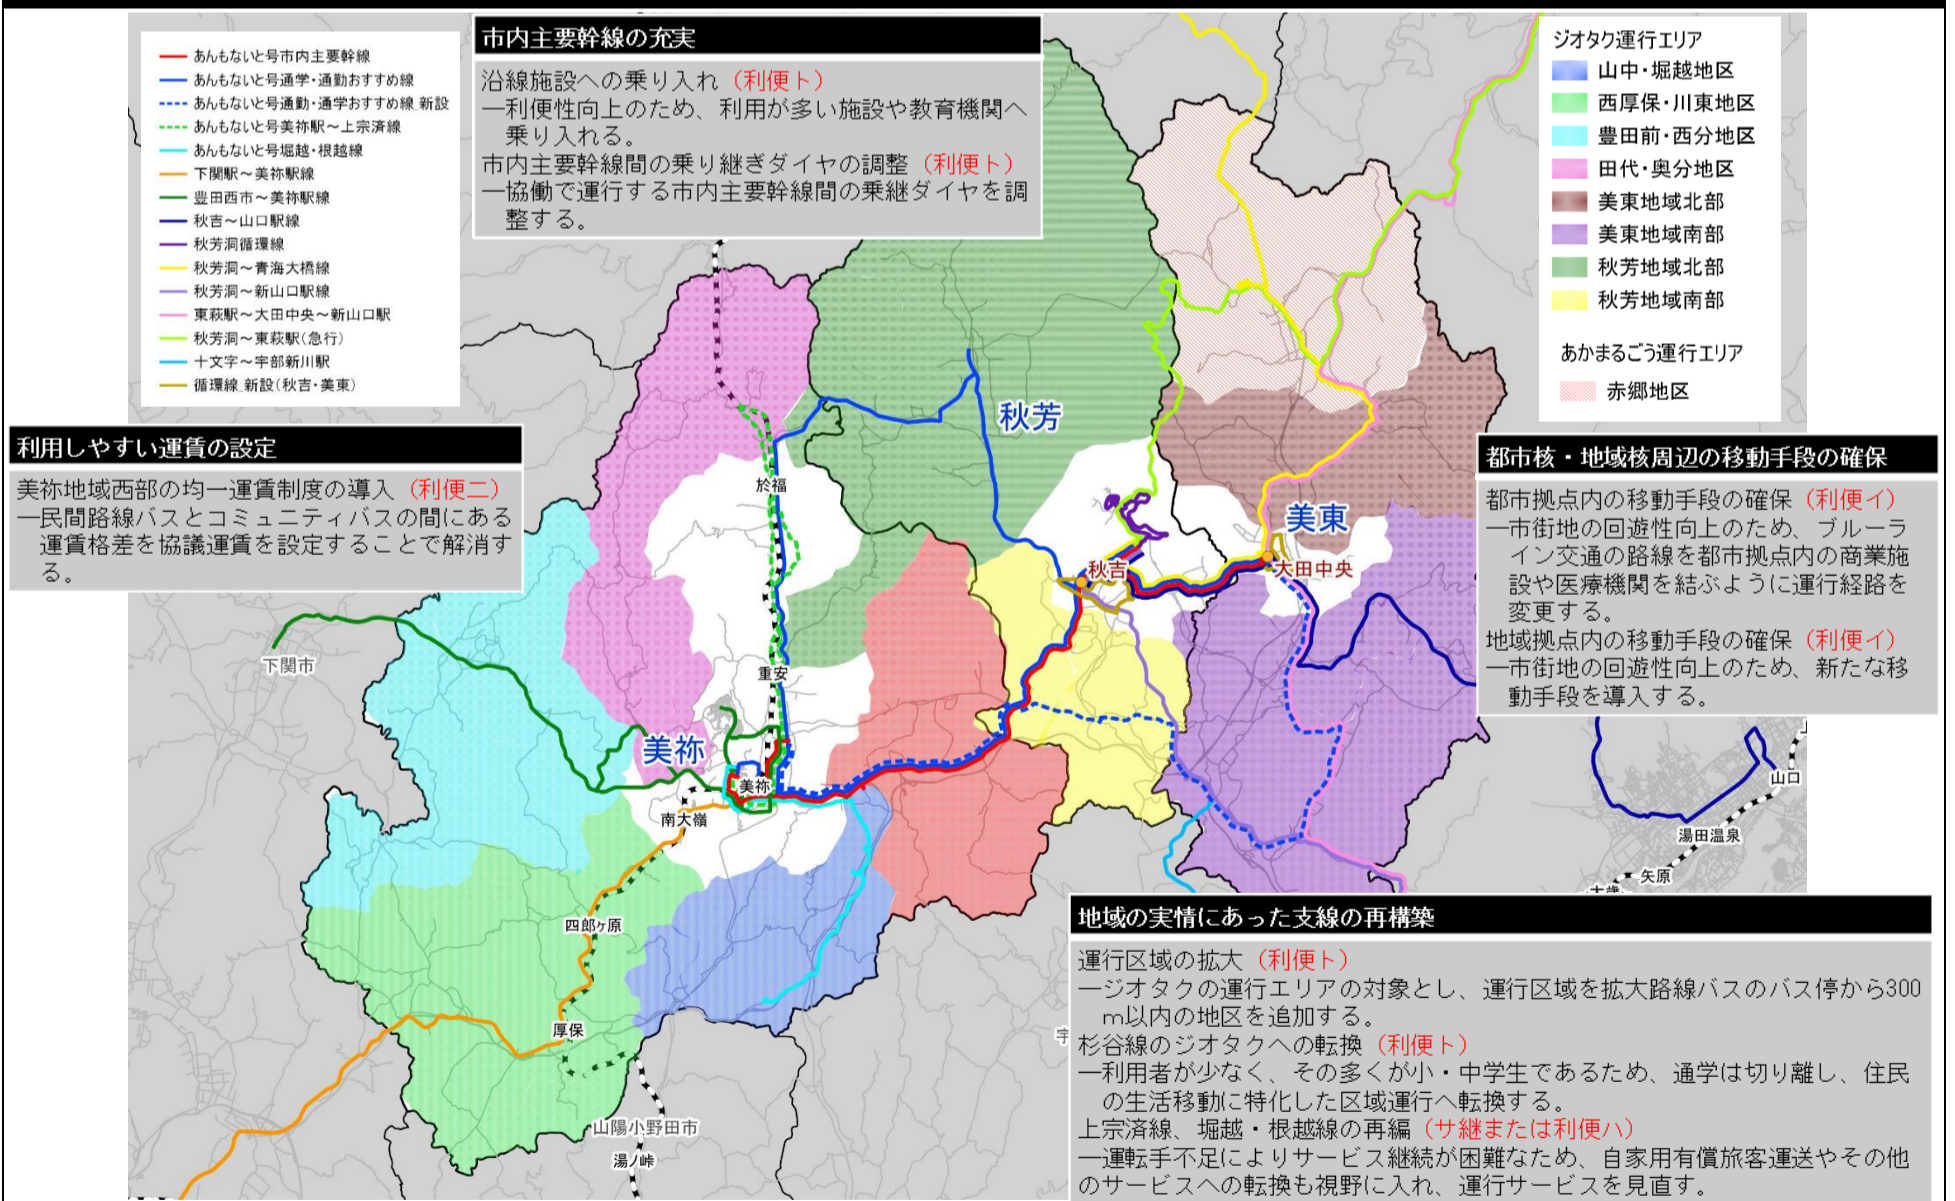 あんもないと号市内主要幹線
あんもないと号通学・通勤おすすめ線
あんもないと号通勤・通学おすすめ線_新設
あんもないと号美祢駅～上宗済線
あんもないと号堀越・根越線
下関駅～美祢駅線
豊田西市～美祢駅線
秋吉～山口駅線
秋芳洞循環線
秋芳洞～青海大橋線
秋芳洞～新山口駅線
東萩駅～大田中央～新山口駅
秋芳洞～東萩駅(急行)
十文字～宇部新川駅
循環線_新設(秋吉・美東)
市内主要幹線の充実
沿線施設への乗り入れ（利便ト）
―利便性向上のため、利用が多い施設や教育機関へ
乗り入れる。
市内主要幹線間の乗り継ぎダイヤの調整（利便ト）
―協働で運行する市内主要幹線間の乗継ダイヤを調
整する。
ジオタク運行エリア
山中・堀越地区
西厚保・川東地区
豊田前・西分地区
田代・奥分地区
美東地域北部
美東地域南部
秋芳地域北部
秋芳地域南部
あかまるごう運行エリア
赤郷地区
利用しやすい運賃の設定
美祢地域西部の均一運賃制度の導入（利便ニ）
―民間路線バスとコミュニティバスの間にある
運賃格差を協議運賃を設定することで解消す
る。
都市核・地域核周辺の移動手段の確保
都市拠点内の移動手段の確保（利便イ）
―市街地の回遊性向上のため、ブルーラ
イン交通の路線を都市拠点内の商業施
設や医療機関を結ぶように運行経路を
変更する。
地域拠点内の移動手段の確保（利便イ）
―市街地の回遊性向上のため、新たな移
動手段を導入する。
秋芳
於福
美東
秋吉
大田中央
下関市
重安
美祢
美祢
南大嶺
山口
湯田温泉
矢原
四郎ヶ原
厚保
山陽小野田市
湯ノ峠
宇
地域の実情にあった支線の再構築
運行区域の拡大（利便ト）
―ジオタクの運行エリアの対象とし、運行区域を拡大路線バスのバス停から300
m以内の地区を追加する。
杉谷線のジオタクへの転換（利便ト）
―利用者が少なく、その多くが小・中学生であるため、通学は切り離し、住民
の生活移動に特化した区域運行へ転換する。
上宗済線、堀越・根越線の再編（サ継または利便ハ）
―運転手不足によりサービス継続が困難なため、自家用有償旅客運送やその他
のサービスへの転換も視野に入れ、運行サービスを見直す。